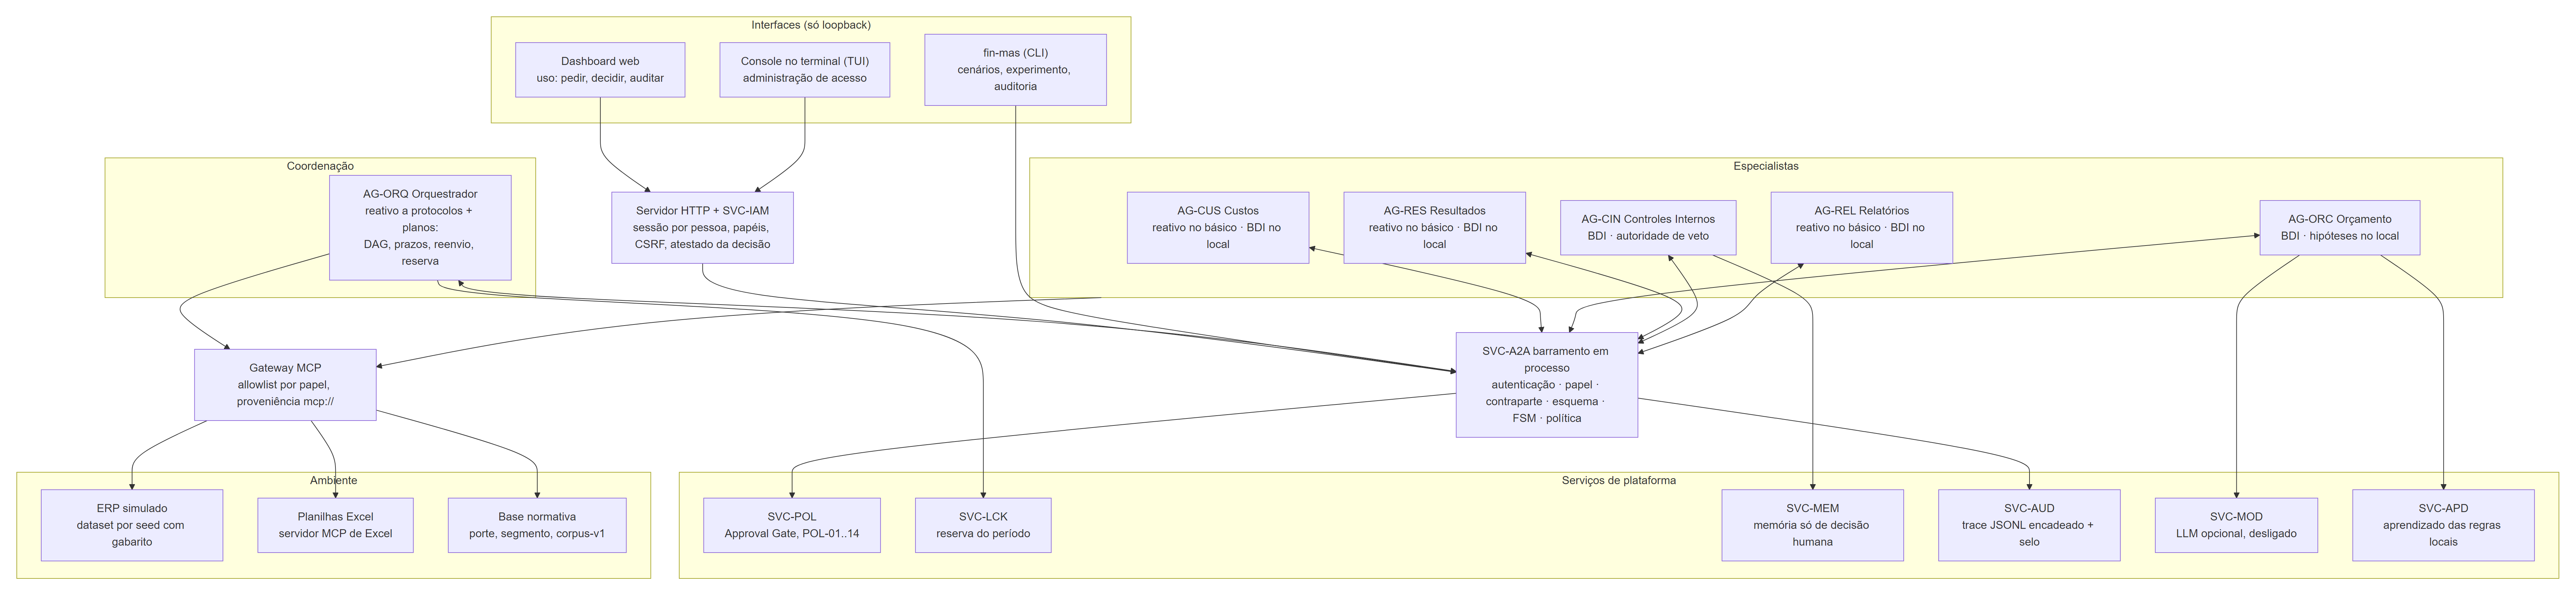 Interfaces (só loopback)
Dashboard web
uso: pedir, decidir, auditar
Console no terminal (TUI)
administração de acesso
fin-mas (CLI)
cenários, experimento,
auditoria
Coordenação
AG-ORQ Orquestrador
reativo a protocolos +
planos:
DAG, prazos, reenvio,
reserva
Servidor HTTP + SVC-IAM
sessão por pessoa, papéis,
CSRF, atestado da decisão
Especialistas
AG-CUS Custos
reativo no básico · BDI no
local
AG-RES Resultados
reativo no básico · BDI no
local
AG-CIN Controles Internos
BDI · autoridade de veto
AG-REL Relatórios
reativo no básico · BDI no
local
AG-ORC Orçamento
BDI · hipóteses no local
Gateway MCP
allowlist por papel,
proveniência mcp://
SVC-A2A barramento em
processo
autenticação · papel ·
contraparte · esquema ·
FSM · política
Ambiente
ERP simulado
dataset por seed com
gabarito
Planilhas Excel
servidor MCP de Excel
Base normativa
porte, segmento, corpus-v1
Serviços de plataforma
SVC-POL
Approval Gate, POL-01..14
SVC-LCK
reserva do período
SVC-MEM
memória só de decisão
humana
SVC-AUD
trace JSONL encadeado +
selo
SVC-MOD
LLM opcional, desligado
SVC-APD
aprendizado das regras
locais